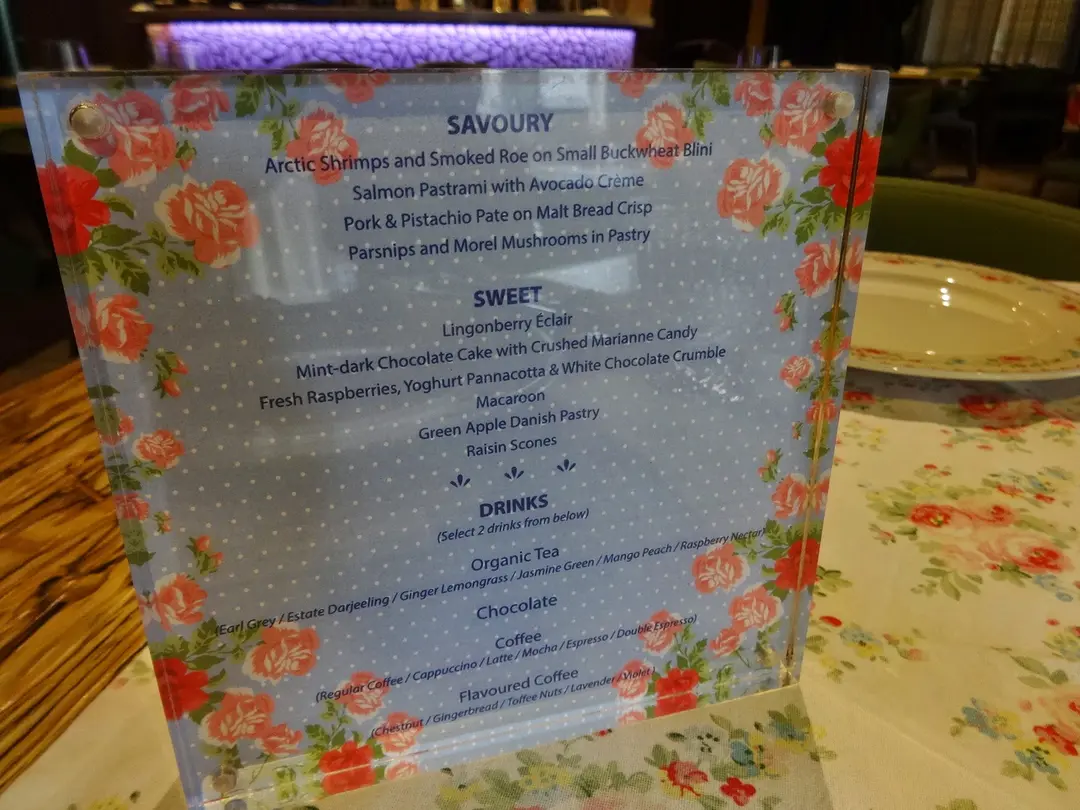 SAVOURY
Arctic Shrimps and Smoked Roe on Small Buckwheat Blini
Salmon Pastrami with Avocado Crème
Pork & Pistachio Pate on Malt Bread Crisp
Parsnips and Morel Mushrooms in Pastry
SWEET
Lingonberry Éclair
Mint-dark Chocolate Cake with Crushed Marianne Candy
Fresh Raspberries, Yoghurt Pannacotta & White Chocolate Crumble
Macaroon
Green Apple Danish Pastry
Raisin Scones
DRINKS
(Select 2 drinks from below)
Organic Tea
(Earl Grey / Estate Darjeeling / Ginger Lemongrass / Jasmine Green / Mango Peach / Raspberry Nectar)
Chocolate
Coffee
(Regular Coffee / Cappuccino / Latte / Mocha / Espresso / Double Espresso)
Flavoured Coffee
(Chestnut / Gingerbread / Toffee Nuts / Lavender / Violet)